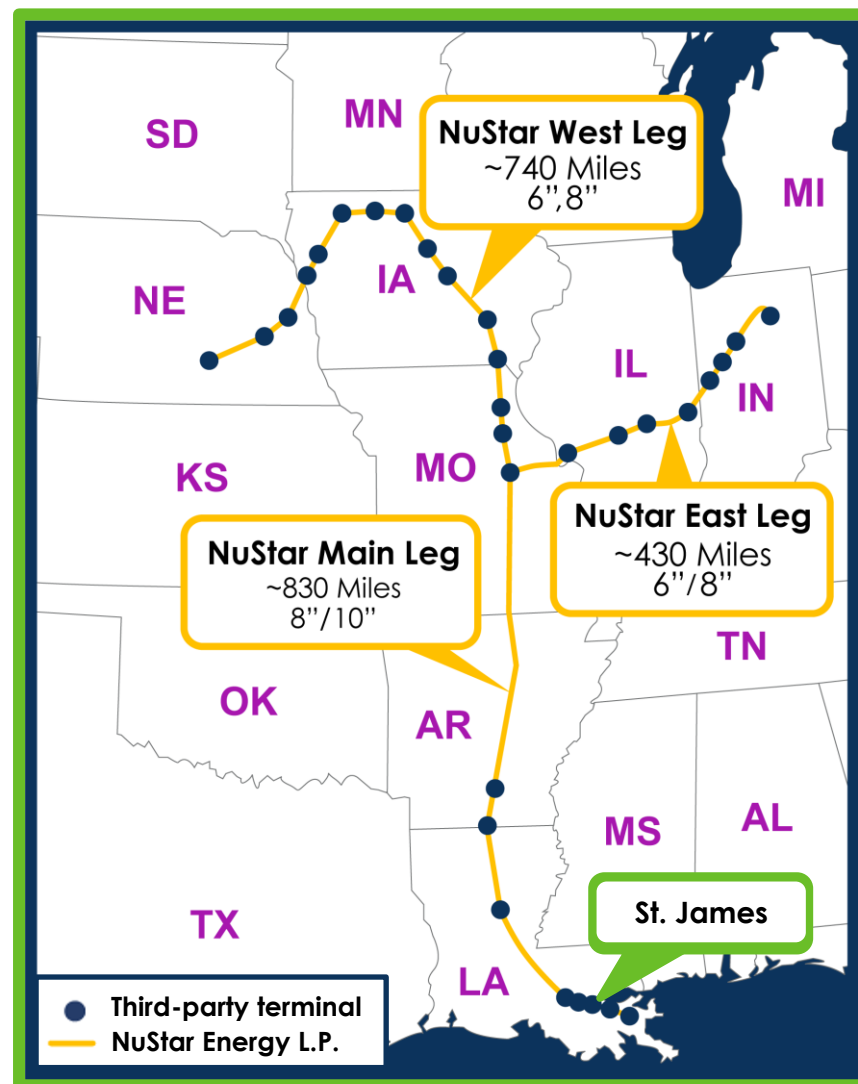 SD
MN
NuStar West Leg
~740 Miles
6”,8”
MI
NE
IA
IL
IN
KS
MO
NuStar Main Leg
~830 Miles
8”/10”
NuStar East Leg
~430 Miles
6”/8”
TN
OK
AR
MS
AL
TX
LA
St. James
Third-party terminal
NuStar Energy L.P.